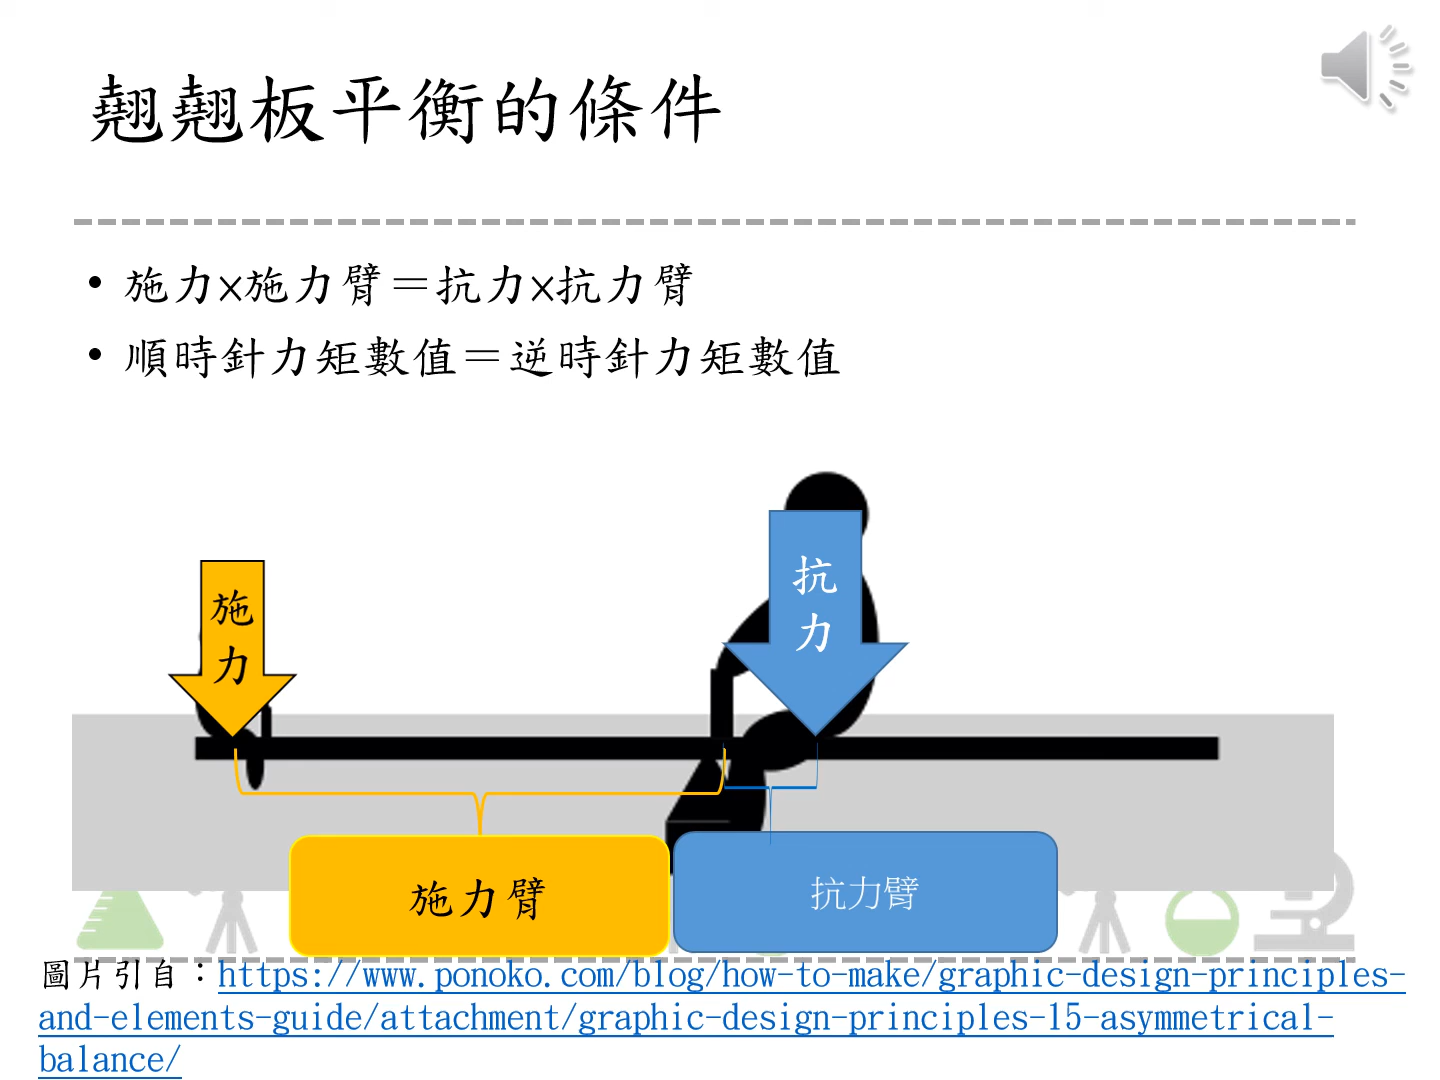 翹翹板平衡的條件
• 施力×施力臂＝抗力×抗力臂
• 順時針力矩數值＝逆時針力矩數值
抗力
施力
施力臂
抗力臂
圖片引自：https://www.ponoko.com/blog/how-to-make/graphic-design-principles-
and-elements-guide/attachment/graphic-design-principles-15-asymmetrical-
balance/